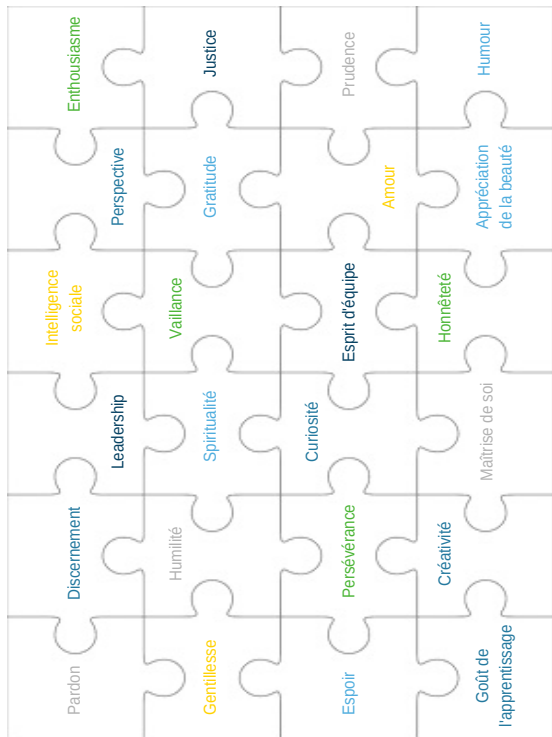 Pardon
Discernement
Leadership
Intelligence
sociale
Perspective
Enthousiasme
Gentillesse
Humilité
Spiritualité
Vaillance
Gratitude
Justice
Espoir
Persévérance
Curiosité
Esprit d'équipe
Amour
Prudence
Goût de
l'apprentissage
Créativité
Maîtrise de soi
Honnêteté
Appréciation
de la beauté
Humour